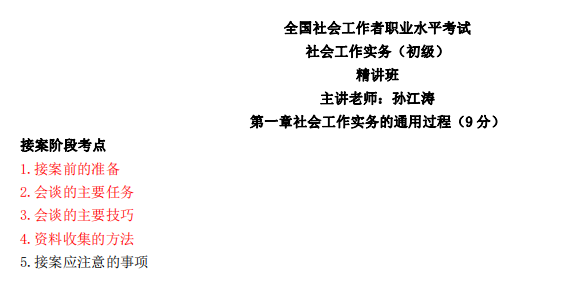 全国社会工作者职业水平考试
社会工作实务（初级）
精讲班
主讲老师：孙江涛
第一章社会工作实务的通用过程（9 分）
接案阶段考点
1.接案前的准备
2.会谈的主要任务
3.会谈的主要技巧
4.资料收集的方法
5.接案应注意的事项